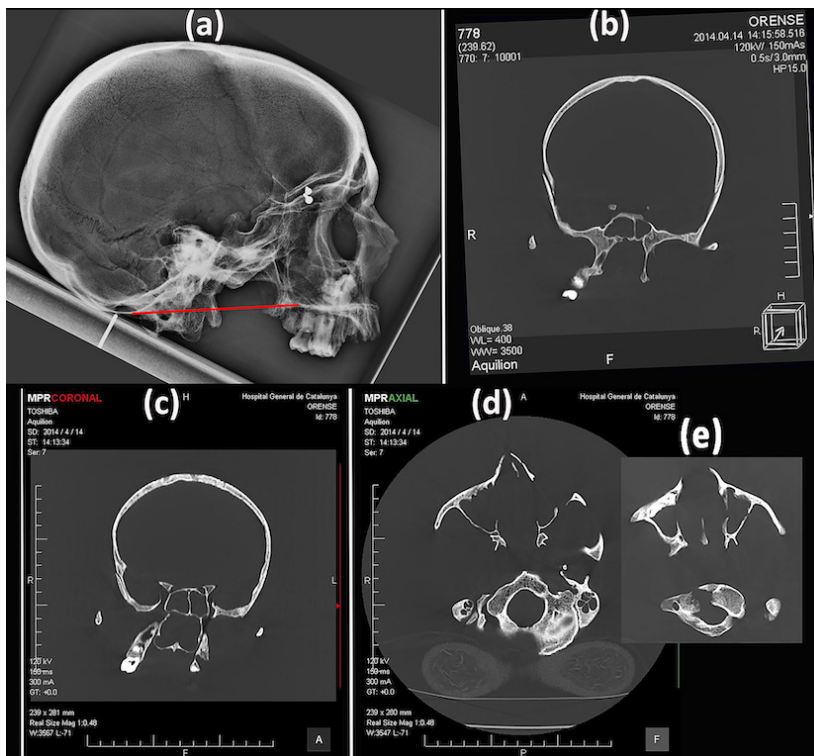 (a)
778
(239.62)
770: 7: 10001
(b)
ORENSE
2014.04.14 14:15:58.516
120kV/ 150mAs
0.5s/3.0mm
HP15.0
R
H
R
Oblique.38
WL= 400
WW= 3500
Aquilion
F
MPRCORONAL
TOSHIBA
Aquilion
SD: 2014 / 4 / 14
ST: 14:13:34
Ser: 7
(c)
H
Hospital General de Catalunya
ORENSE
Id: 778
R
L
120 kV
150 ms
300 mA
GT: +0.0
239 x 281 mm
Real Size Mag 1:0.48
W:3567 L:-71
F
A
MPRAXIAL
TOSHIBA
Aquilion
SD: 2014 / 4 / 14
ST: 14:13:34
Ser: 7
(d)
A
Hospital General de Catalunya
ORENSE
Id: 778
(e)
R
120 kV
150 ms
300 mA
GT: +0.0
239 x 280 mm
Real Size Mag 1:0.48
W:3547 L:-71
P
F